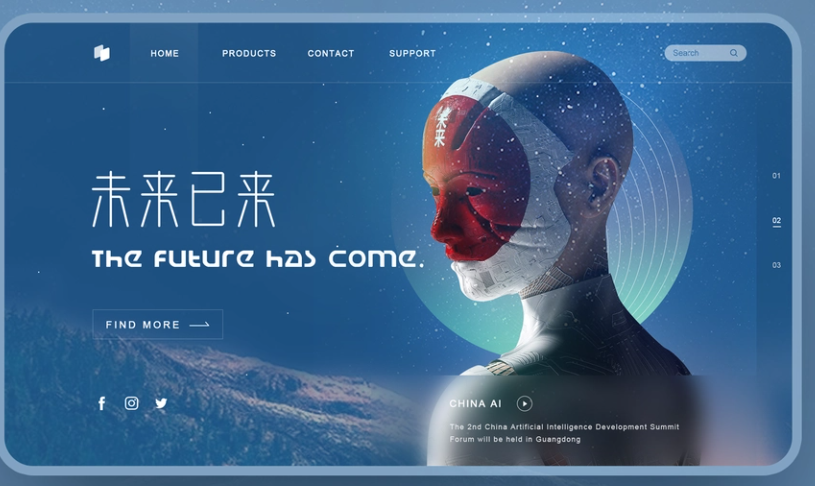 HOME PRODUCTS CONTACT SUPPORT
Search
未来
未来已来
The future has come.
FIND MORE
01
02
03
CHINA AI
The 2nd China Artificial Intelligence Development Summit
Forum will be held in Guangdong